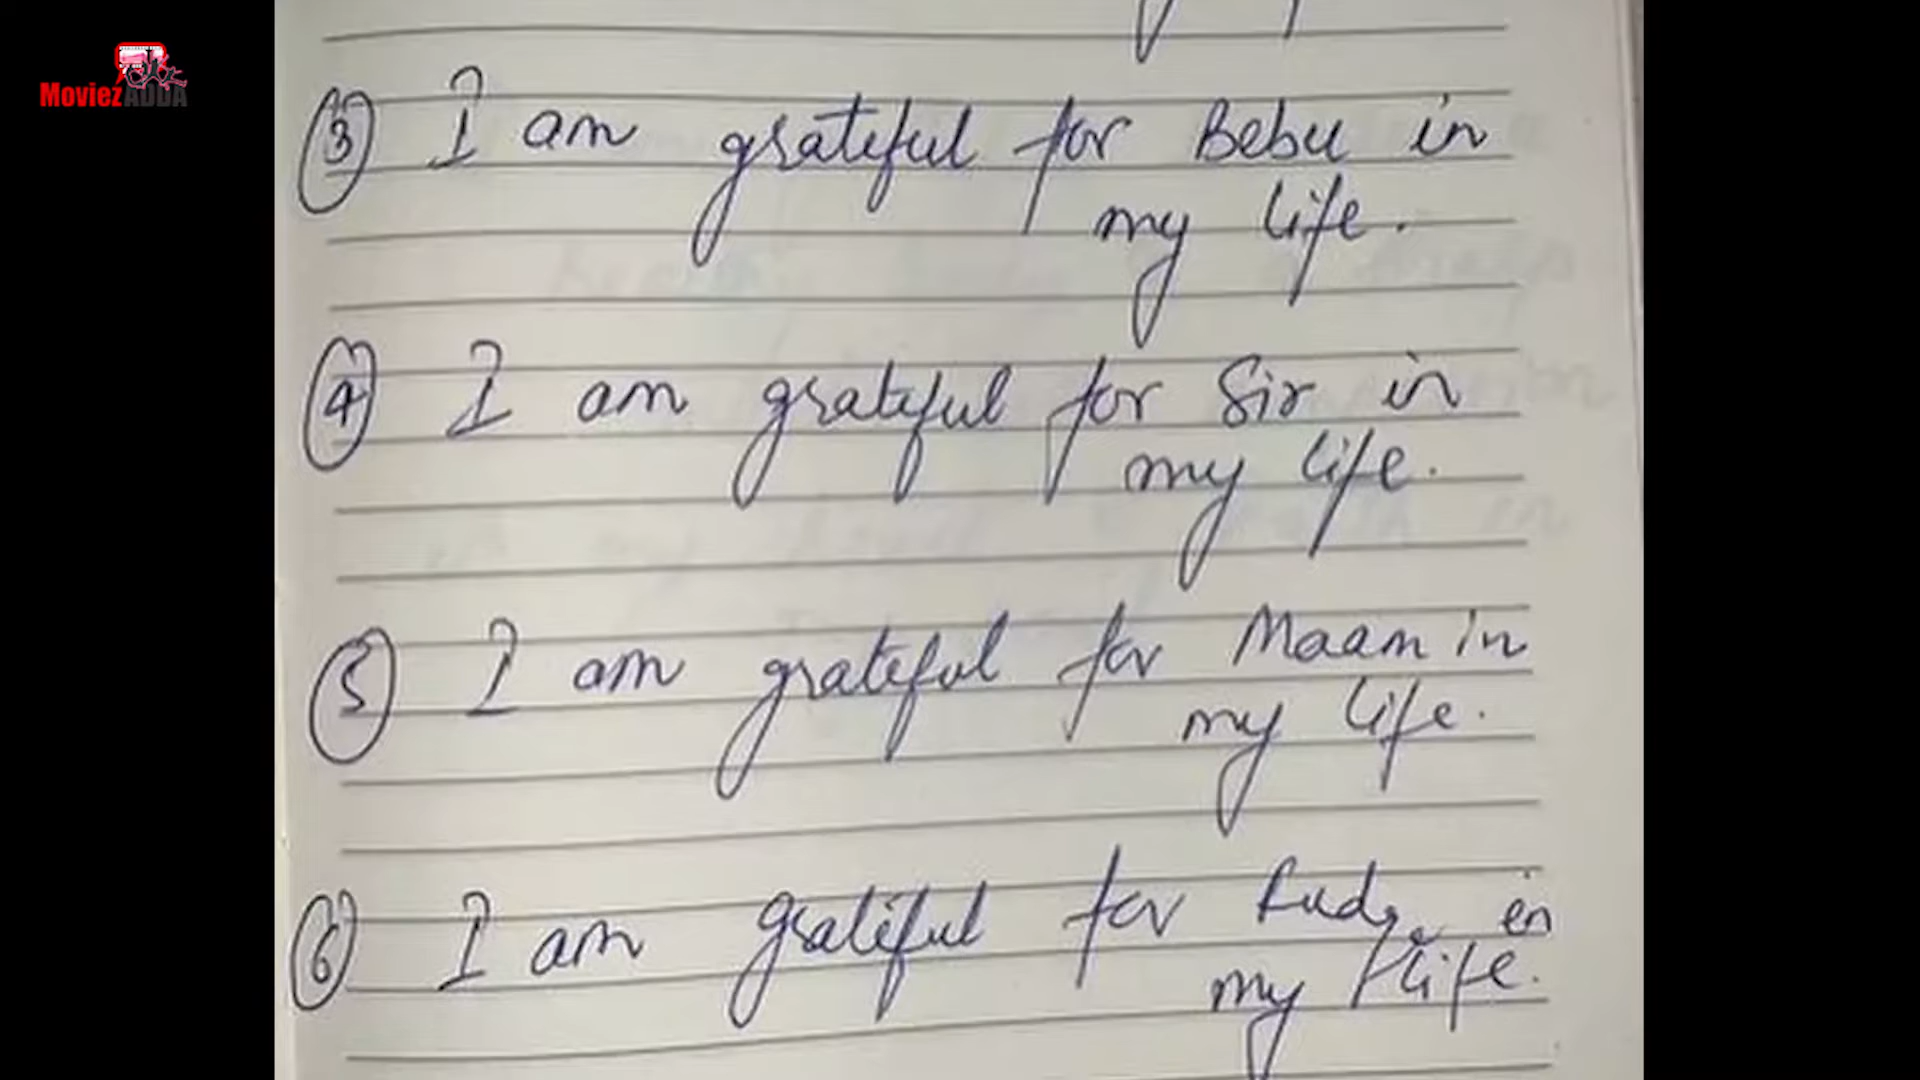 MoviezADDA
③ I am grateful for Bebu in
my life.
④ I am grateful for Sir in
my life.
⑤ I am grateful for Maam in
my life.
⑥ I am grateful for in
my life.